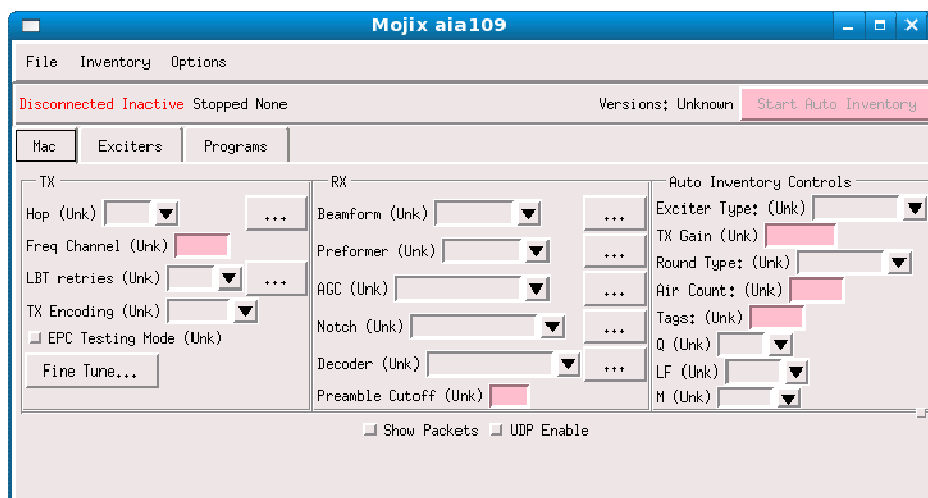 Mojix aia109
File Inventory Options
Disconnected Inactive Stopped None Versions: Unknown Start Auto Inventory
Mac Exciters Programs
TX
Hop (Unk) ...
Freq Channel (Unk)
LBT retries (Unk) ...
TX Encoding (Unk)
EPC Testing Mode (Unk)
Fine Tune...
RX
Beamform (Unk) ...
Preformer (Unk) ...
AGC (Unk) ...
Notch (Unk) ...
Decoder (Unk) ...
Preamble Cutoff (Unk)
Auto Inventory Controls
Exciter Type: (Unk)
TX Gain (Unk)
Round Type: (Unk)
Air Count: (Unk)
Tags: (Unk)
Q (Unk)
LF (Unk)
M (Unk)
Show Packets UDP Enable